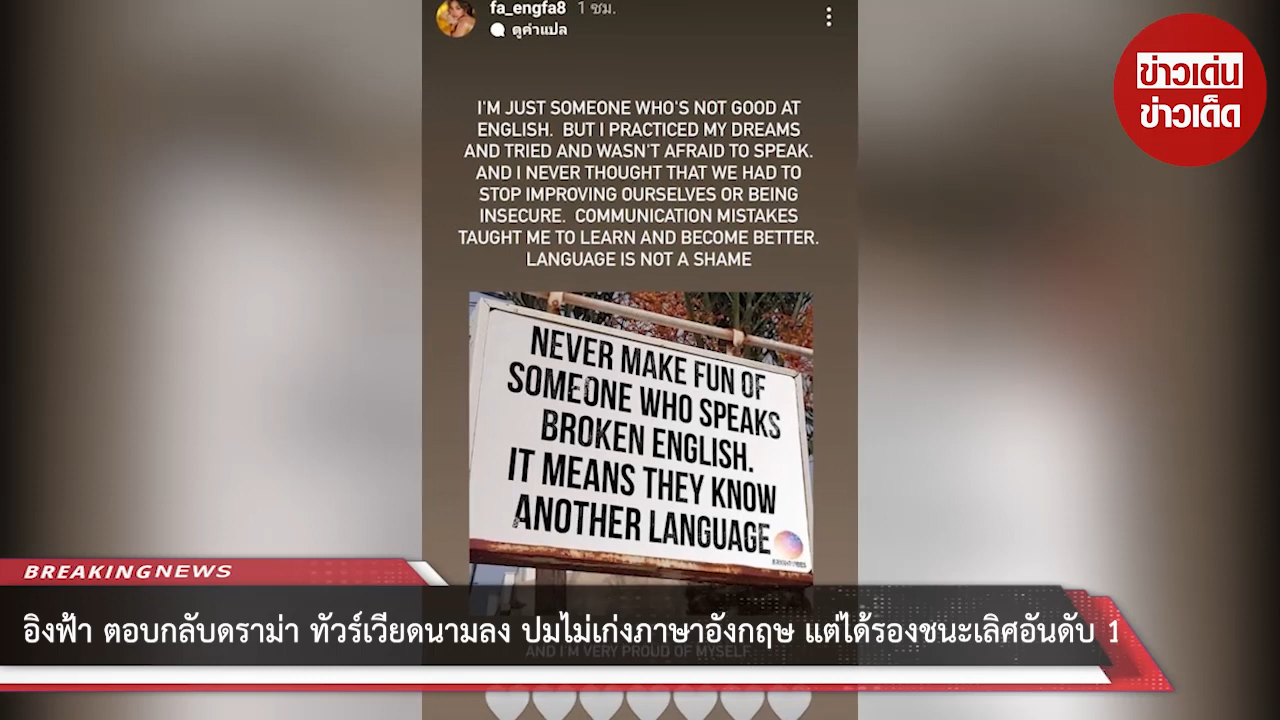 fa_engfa8 1 ชม.
ดูคำแปล
ข่าวเด่น
ข่าวเด็ด
I'M JUST SOMEONE WHO'S NOT GOOD AT
ENGLISH. BUT I PRACTICED MY DREAMS
AND TRIED AND WASN'T AFRAID TO SPEAK.
AND I NEVER THOUGHT THAT WE HAD TO
STOP IMPROVING OURSELVES OR BEING
INSECURE. COMMUNICATION MISTAKES
TAUGHT ME TO LEARN AND BECOME BETTER.
LANGUAGE IS NOT A SHAME
NEVER MAKE FUN OF
SOMEONE WHO SPEAKS
BROKEN ENGLISH.
IT MEANS THEY KNOW
ANOTHER LANGUAGE
BREAKING NEWS
อิงฟ้า ตอบกลับดราม่า ทัวร์เวียดนามลง ปมไม่เก่งภาษาอังกฤษ แต่ได้รองชนะเลิศอันดับ 1
AND I'M VERY PROUD OF MYSELF